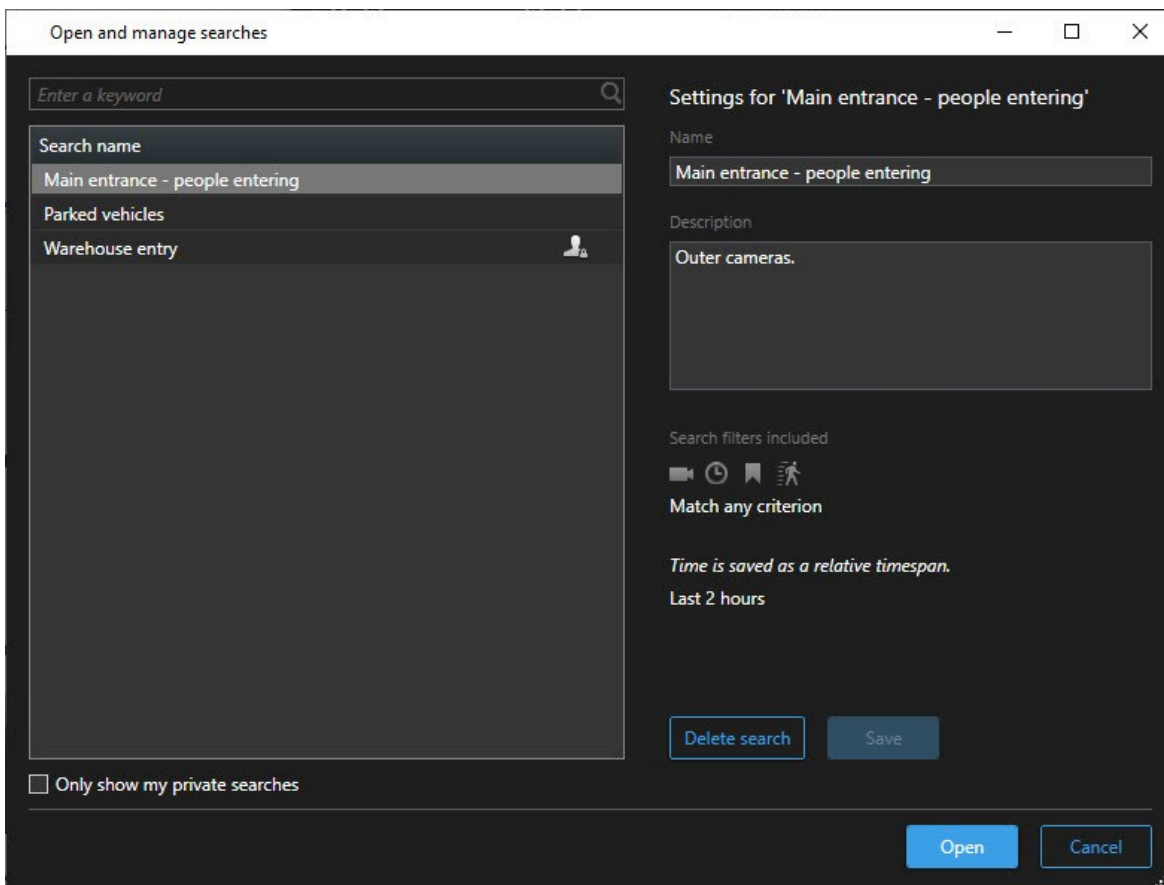 Open and manage searches
Enter a keyword
Search name
Main entrance - people entering
Parked vehicles
Warehouse entry
Only show my private searches
Settings for 'Main entrance - people entering'
Name
Main entrance - people entering
Description
Outer cameras.
Search filters included
Match any criterion
Time is saved as a relative timespan.
Last 2 hours
Delete search
Save
Open
Cancel